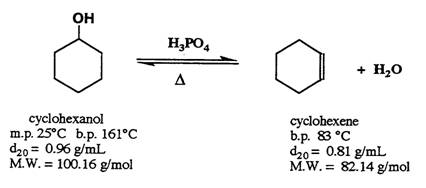 OH
H₃PO₄
Δ
+ H₂O
cyclohexanol
m.p. 25°C b.p. 161°C
d₂₀ = 0.96 g/mL
M.W. = 100.16 g/mol
cyclohexene
b.p. 83 °C
d₂₀ = 0.81 g/mL
M.W. = 82.14 g/mol